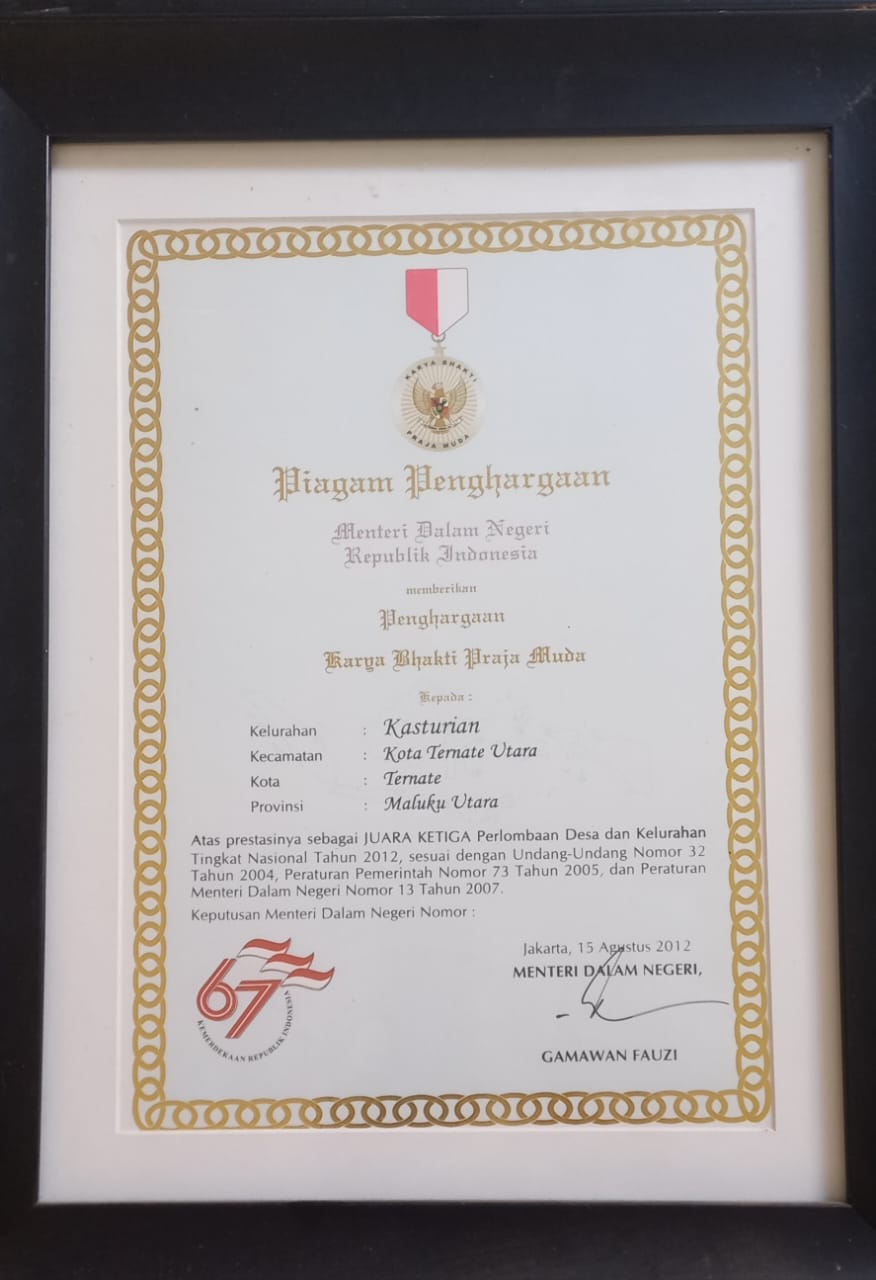 KARYA BHAKTI
PRAJA MUDA
Piagam Penghargaan
Menteri Dalam Negeri
Republik Indonesia
memberikan
Penghargaan
Karya Bhakti Praja Muda
Kepada :
Kelurahan : Kasturian
Kecamatan : Kota Ternate Utara
Kota : Ternate
Provinsi : Maluku Utara
Atas prestasinya sebagai JUARA KETIGA Perlombaan Desa dan Kelurahan
Tingkat Nasional Tahun 2012, sesuai dengan Undang-Undang Nomor 32
Tahun 2004, Peraturan Pemerintah Nomor 73 Tahun 2005, dan Peraturan
Menteri Dalam Negeri Nomor 13 Tahun 2007.
Keputusan Menteri Dalam Negeri Nomor :
67
KEMERDEKAAN REPUBLIK INDONESIA
Jakarta, 15 Agustus 2012
MENTERI DALAM NEGERI,
GAMAWAN FAUZI